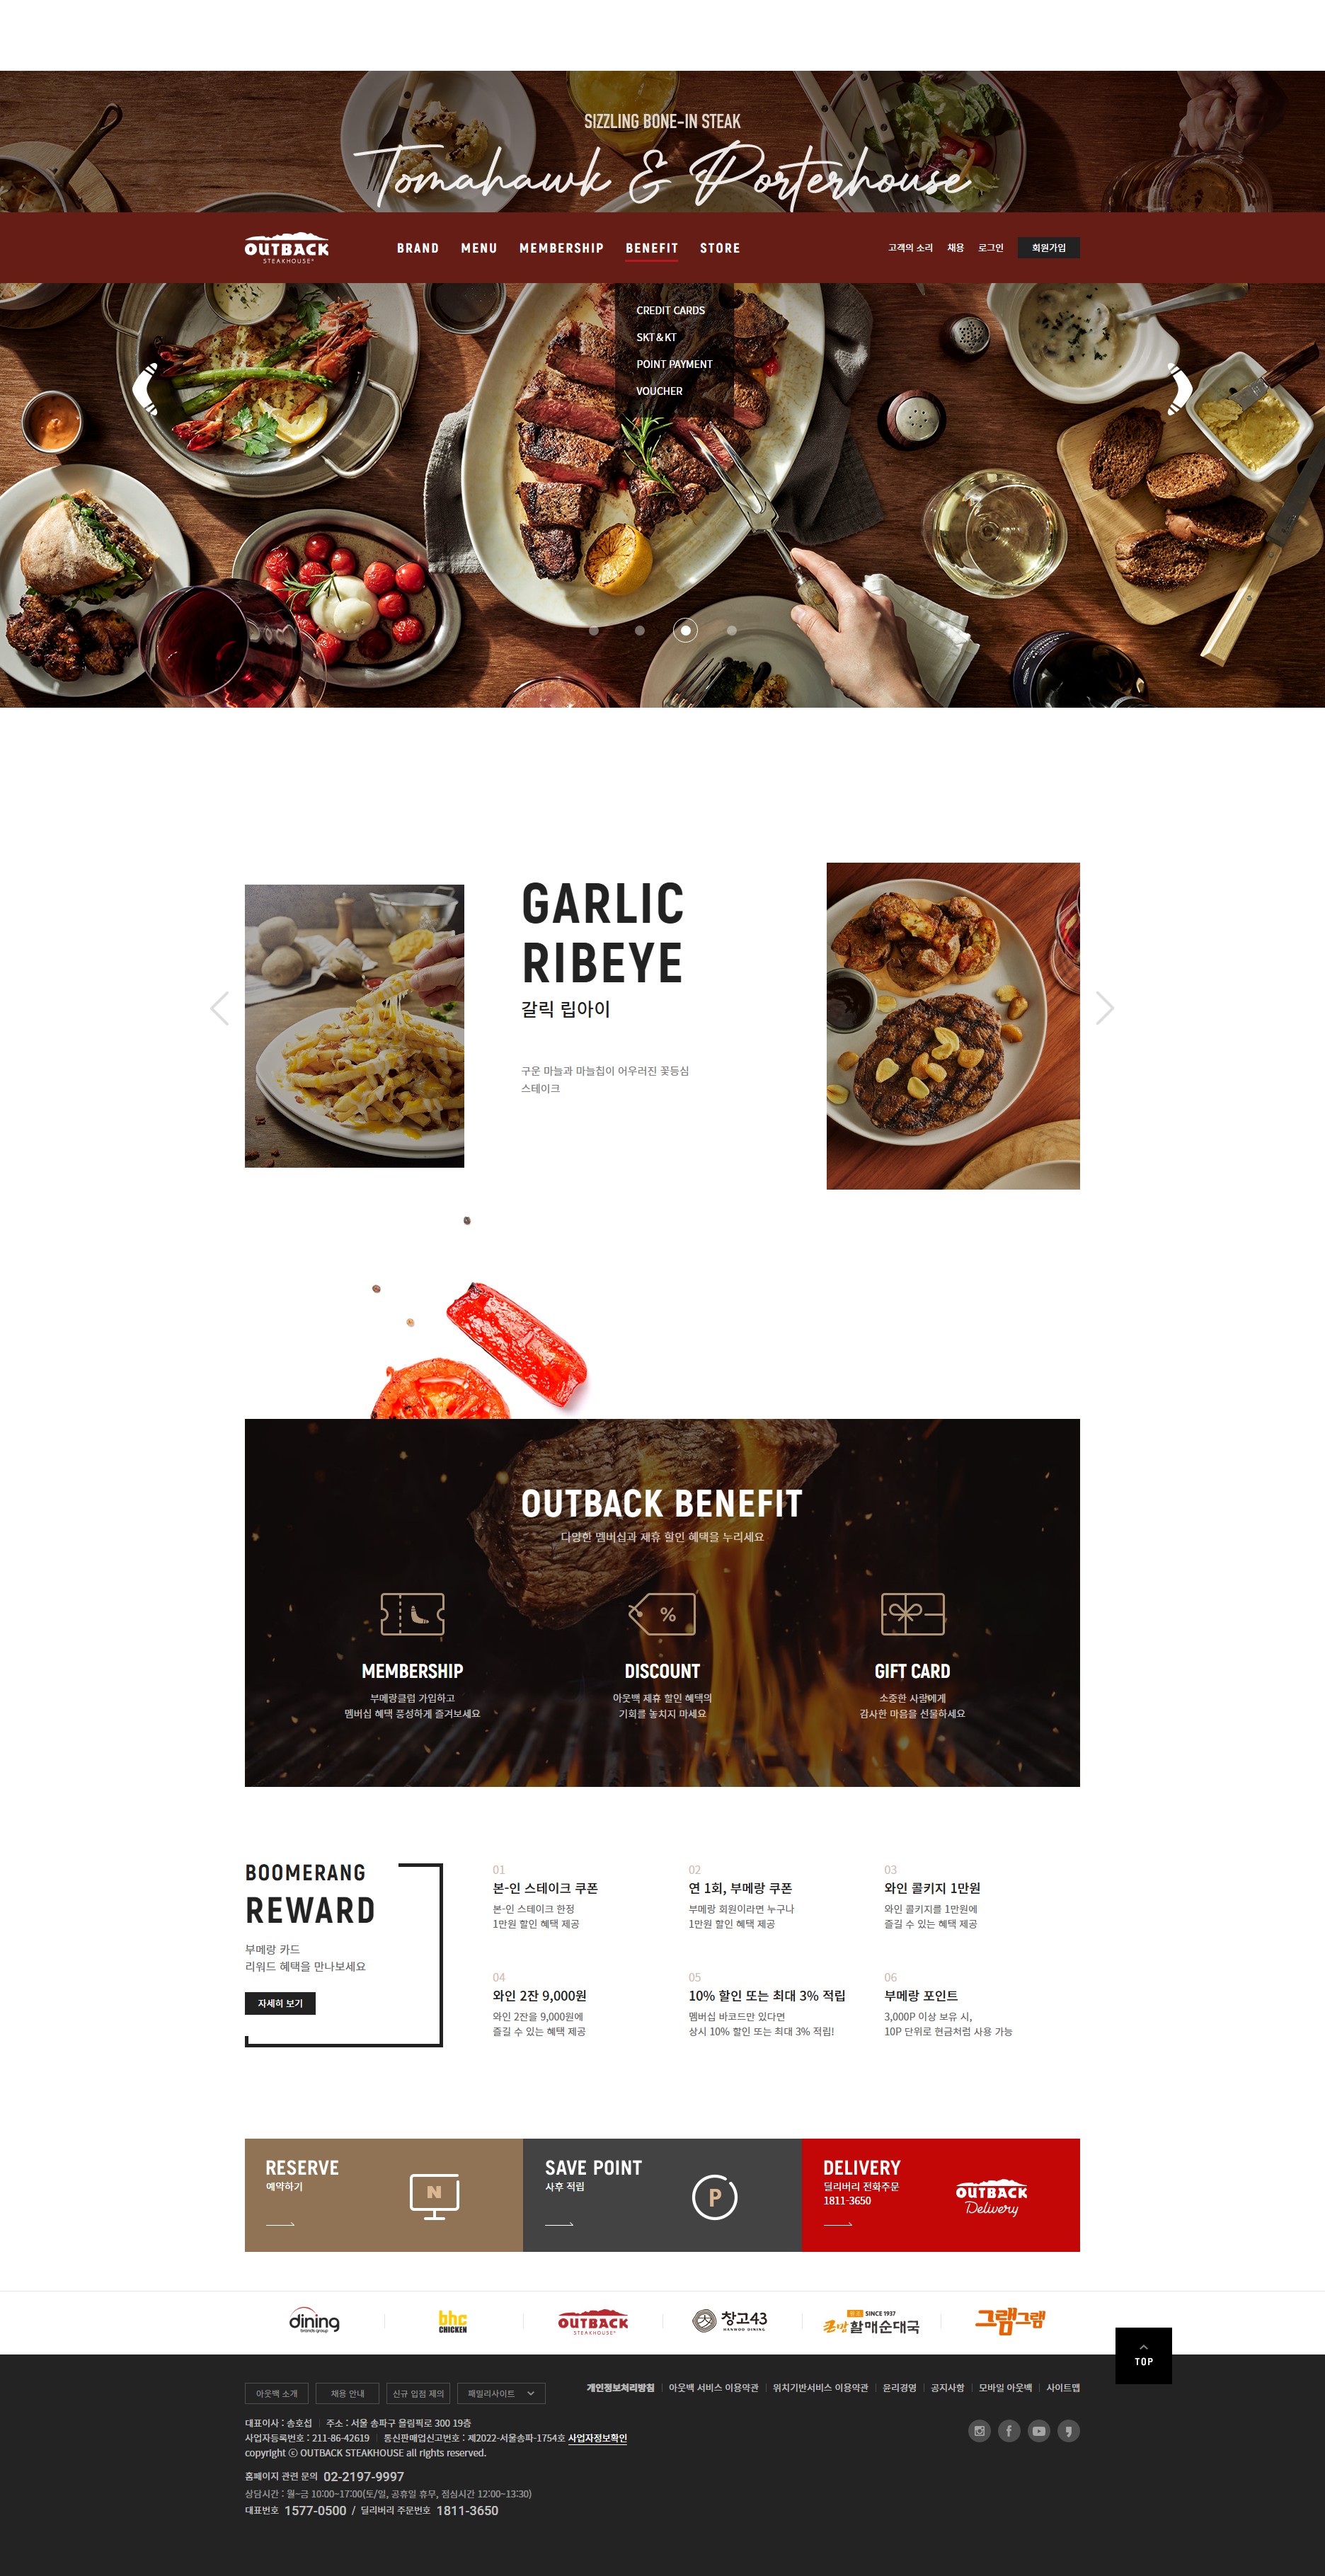 SIZZLING BONE-IN STEAK
Tomahawk & Porterhouse
OUTBACK
STEAKHOUSE
BRAND MENU MEMBERSHIP BENEFIT STORE
고객의 소리 채용 로그인 회원가입
CREDIT CARDS
SKT&KT
POINT PAYMENT
VOUCHER
GARLIC
RIBEYE
갈릭 립아이
구운 마늘과 마늘칩이 어우러진 꽃등심
스테이크
OUTBACK BENEFIT
다양한 멤버십과 제휴 할인 혜택을 누리세요
%
MEMBERSHIP
부메랑클럽 가입하고
멤버십 혜택 풍성하게 즐겨보세요
DISCOUNT
아웃백 제휴 할인 혜택의
기회를 놓치지 마세요
GIFT CARD
소중한 사람에게
감사한 마음을 선물하세요
BOOMERANG
REWARD
부메랑 카드
리워드 혜택을 만나보세요
자세히 보기
01
본-인 스테이크 쿠폰
본-인 스테이크 한정
1만원 할인 혜택 제공
02
연 1회, 부메랑 쿠폰
부메랑 회원이라면 누구나
1만원 할인 혜택 제공
03
와인 콜키지 1만원
와인 콜키지를 1만원에
즐길 수 있는 혜택 제공
04
와인 2잔 9,000원
와인 2잔을 9,000원에
즐길 수 있는 혜택 제공
05
10% 할인 또는 최대 3% 적립
멤버십 바코드만 있다면
상시 10% 할인 또는 최대 3% 적립!
06
부메랑 포인트
3,000P 이상 보유 시,
10P 단위로 현금처럼 사용 가능
RESERVE
예약하기
N
SAVE POINT
사후 적립
P
DELIVERY
딜리버리 전화주문
1811-3650
OUTBACK
Delivery
dining
brands group
bhc
CHICKEN
OUTBACK
STEAKHOUSE
창고43
HANWOO DINING
SINCE 1937
큰맘할매순대국
그램그램
TOP
아웃백 소개 채용 안내 신규 입점 제의 패밀리사이트
개인정보처리방침 아웃백 서비스 이용약관 위치기반서비스 이용약관 윤리경영 공지사항 모바일 아웃백 사이트맵
대표이사 : 송호섭 주소 : 서울 송파구 올림픽로 300 19층
사업자등록번호 : 211-86-42619 통신판매업신고번호 : 제2022-서울송파-1754호 사업자정보확인
copyright ⓒ OUTBACK STEAKHOUSE all rights reserved.
홈페이지 관련 문의 02-2197-9997
상담시간 : 월~금 10:00~17:00(토/일, 공휴일 휴무, 점심시간 12:00~13:30)
대표번호 1577-0500 / 딜리버리 주문번호 1811-3650